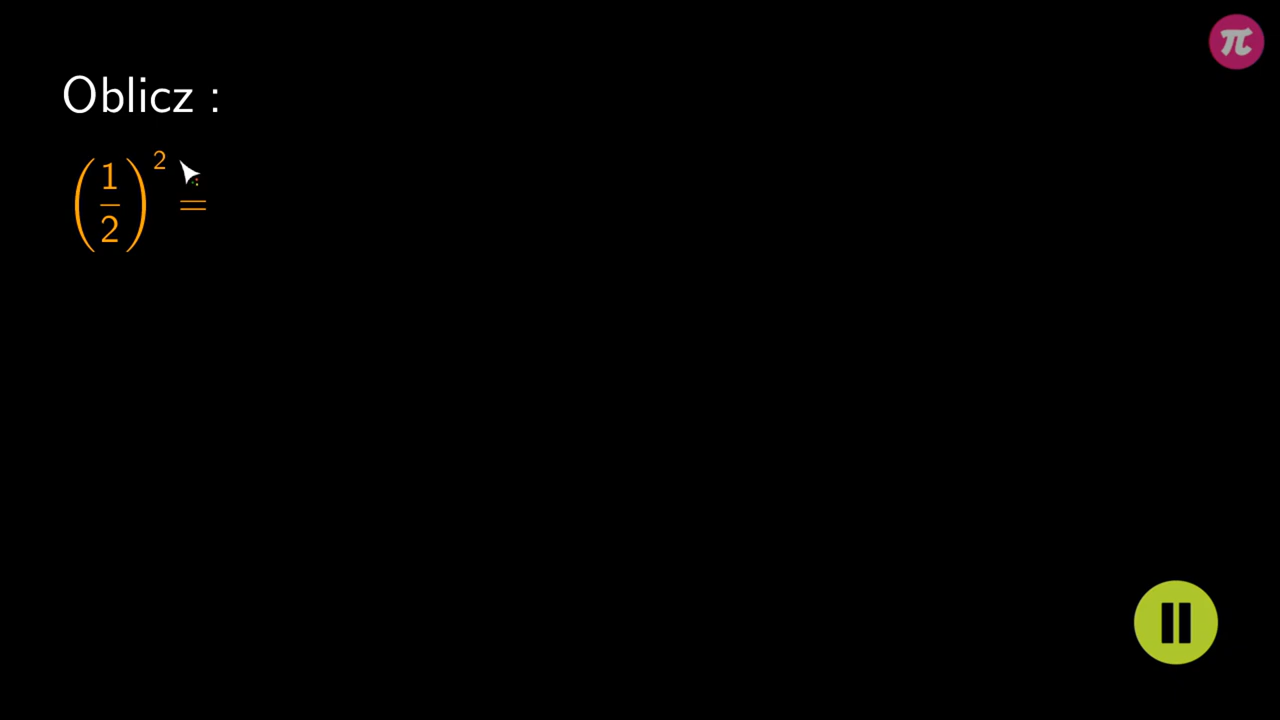 Oblicz :
(1/2)² =
π